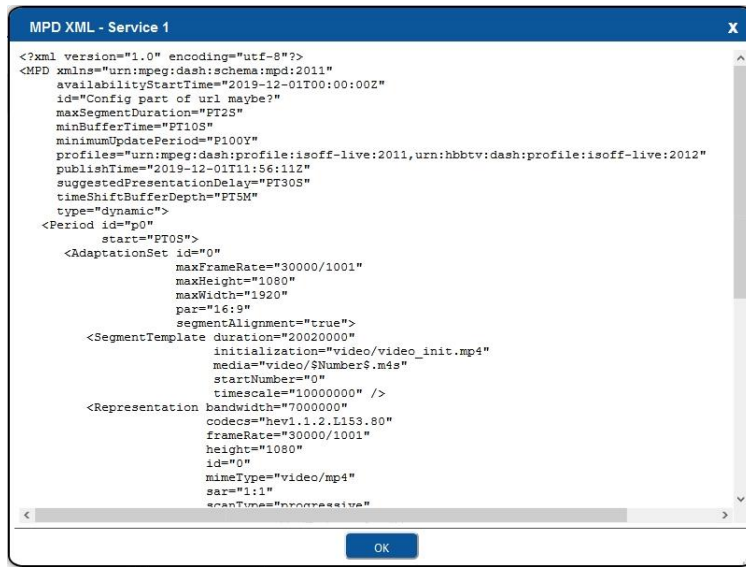 MPD XML - Service 1
X
<?xml version="1.0" encoding="utf-8"?>
<MPD xmlns="urn:mpeg:dash:schema:mpd:2011"
availabilityStartTime="2019-12-01T00:00:00Z"
id="Config part of url maybe?"
maxSegmentDuration="PT2S"
minBufferTime="PT10S"
minimumUpdatePeriod="P100Y"
profiles="urn:mpeg:dash:profile:isoff-live:2011,urn:hbbtv:dash:profile:isoff-live:2012"
publishTime="2019-12-01T11:56:11Z"
suggestedPresentationDelay="PT30S"
timeShiftBufferDepth="PT5M"
type="dynamic">
<Period id="p0"
start="PT0S">
<AdaptationSet id="0"
maxFrameRate="30000/1001"
maxHeight="1080"
maxWidth="1920"
par="16:9"
segmentAlignment="true">
<SegmentTemplate duration="20020000"
initialization="video/video_init.mp4"
media="video/$Number$.m4s"
startNumber="0"
timescale="10000000" />
<Representation bandwidth="7000000"
codecs="hev1.1.2.L153.80"
frameRate="30000/1001"
height="1080"
id="0"
mimeType="video/mp4"
sar="1:1"
scanType="progressive"
OK